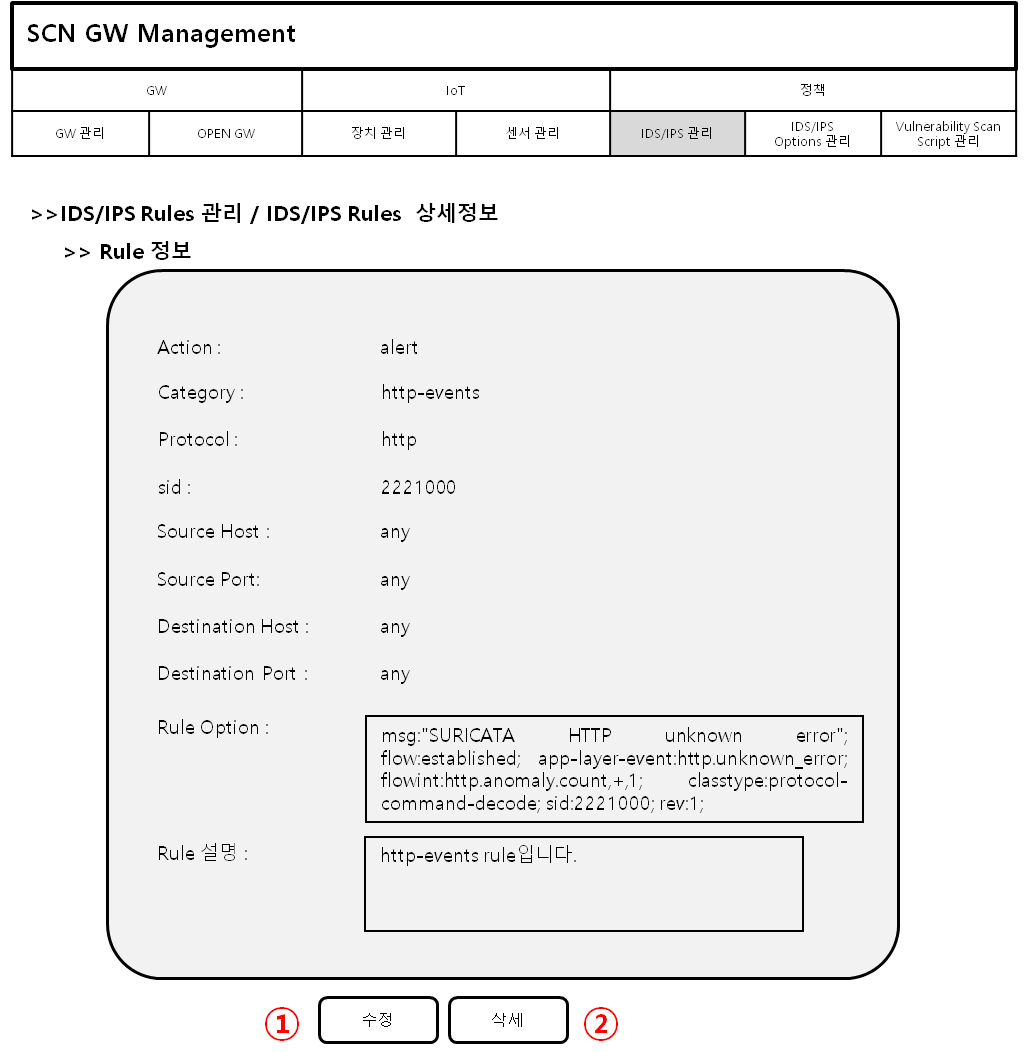 SCN GW Management
GW IoT 정책
GW 관리 OPEN GW 장치 관리 센서 관리 IDS/IPS 관리 IDS/IPS Options 관리 Vulnerability Scan Script 관리
>>IDS/IPS Rules 관리 / IDS/IPS Rules 상세정보
>> Rule 정보
Action : alert
Category : http-events
Protocol : http
sid : 2221000
Source Host : any
Source Port: any
Destination Host : any
Destination Port : any
Rule Option : msg:"SURICATA HTTP unknown error";
flow:established; app-layer-event:http.unknown_error;
flowint:http.anomaly.count,+,1; classtype:protocol-
command-decode; sid:2221000; rev:1;
Rule 설명 : http-events rule입니다.
① 수정 삭세 ②